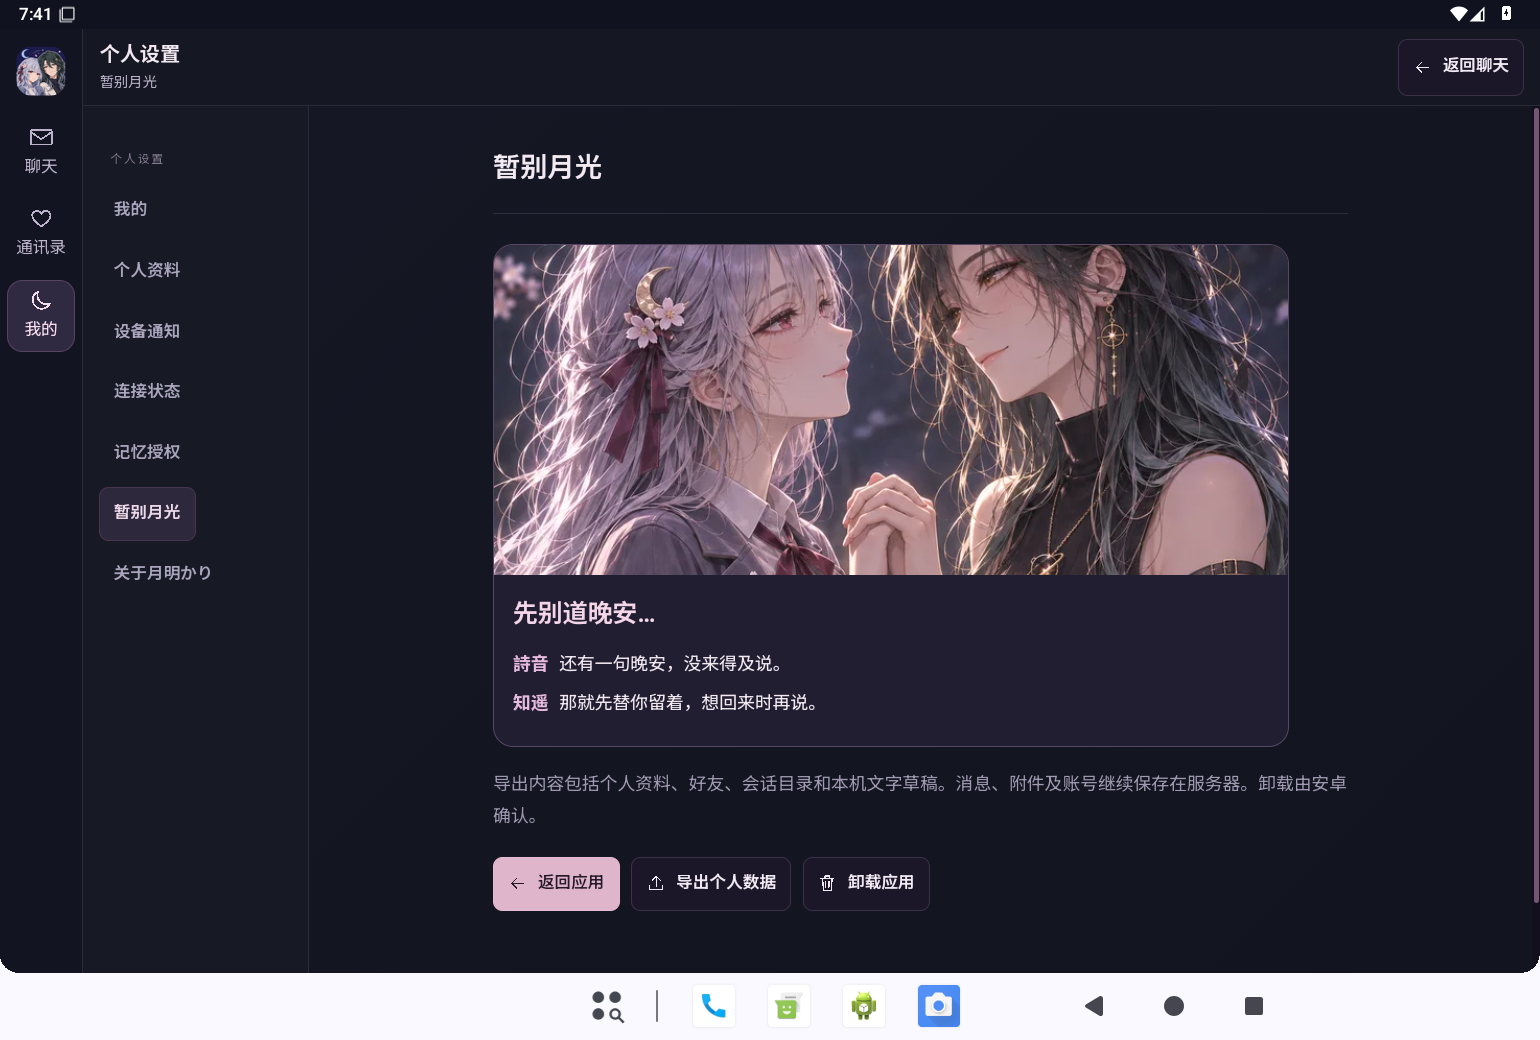 7:41
个人设置
暂别月光
返回聊天
聊天
通讯录
我的
个人设置
我的
个人资料
设备通知
连接状态
记忆授权
暂别月光
关于月明かり
暂别月光
先别道晚安…
詩音 还有一句晚安，没来得及说。
知遥 那就先替你留着，想回来时再说。
导出内容包括个人资料、好友、会话目录和本机文字草稿。消息、附件及账号继续保存在服务器。卸载由安卓
确认。
返回应用
导出个人数据
卸载应用